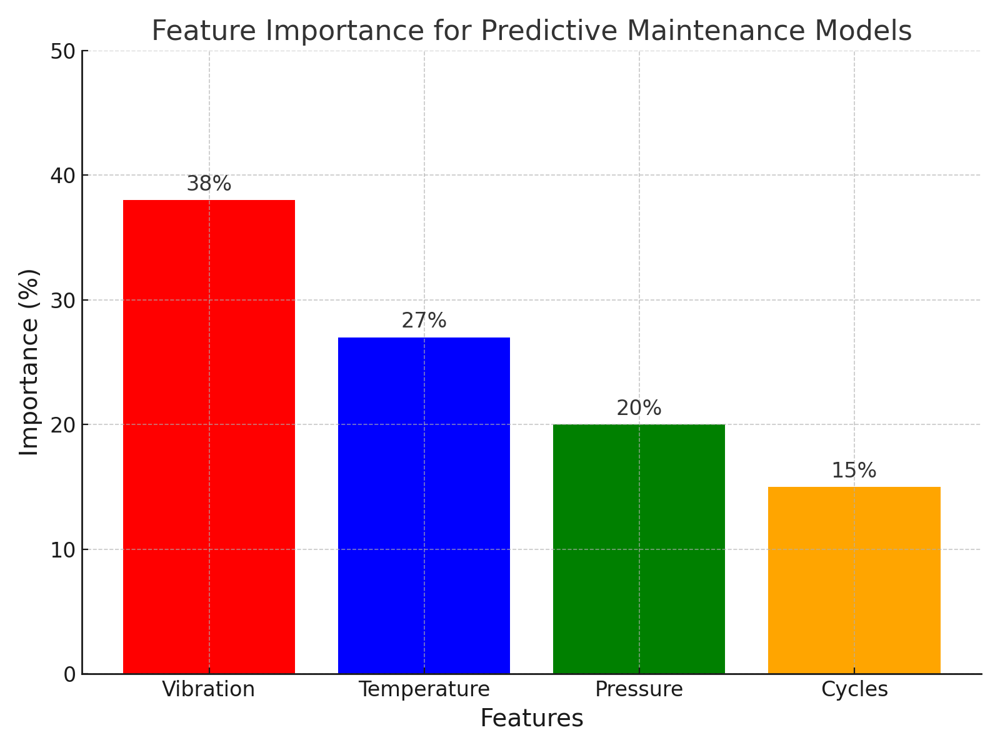 Feature Importance for Predictive Maintenance Models
50
40
30
20
10
0
Importance (%)
38%
27%
20%
15%
Vibration Temperature Pressure Cycles
Features